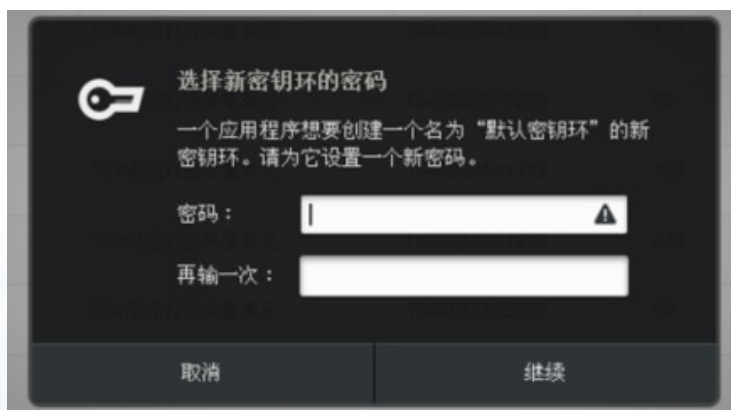 选择新密钥环的密码
一个应用程序想要创建一个名为“默认密钥环”的新
密钥环。请为它设置一个新密码。
密码：
再输一次：
取消
继续